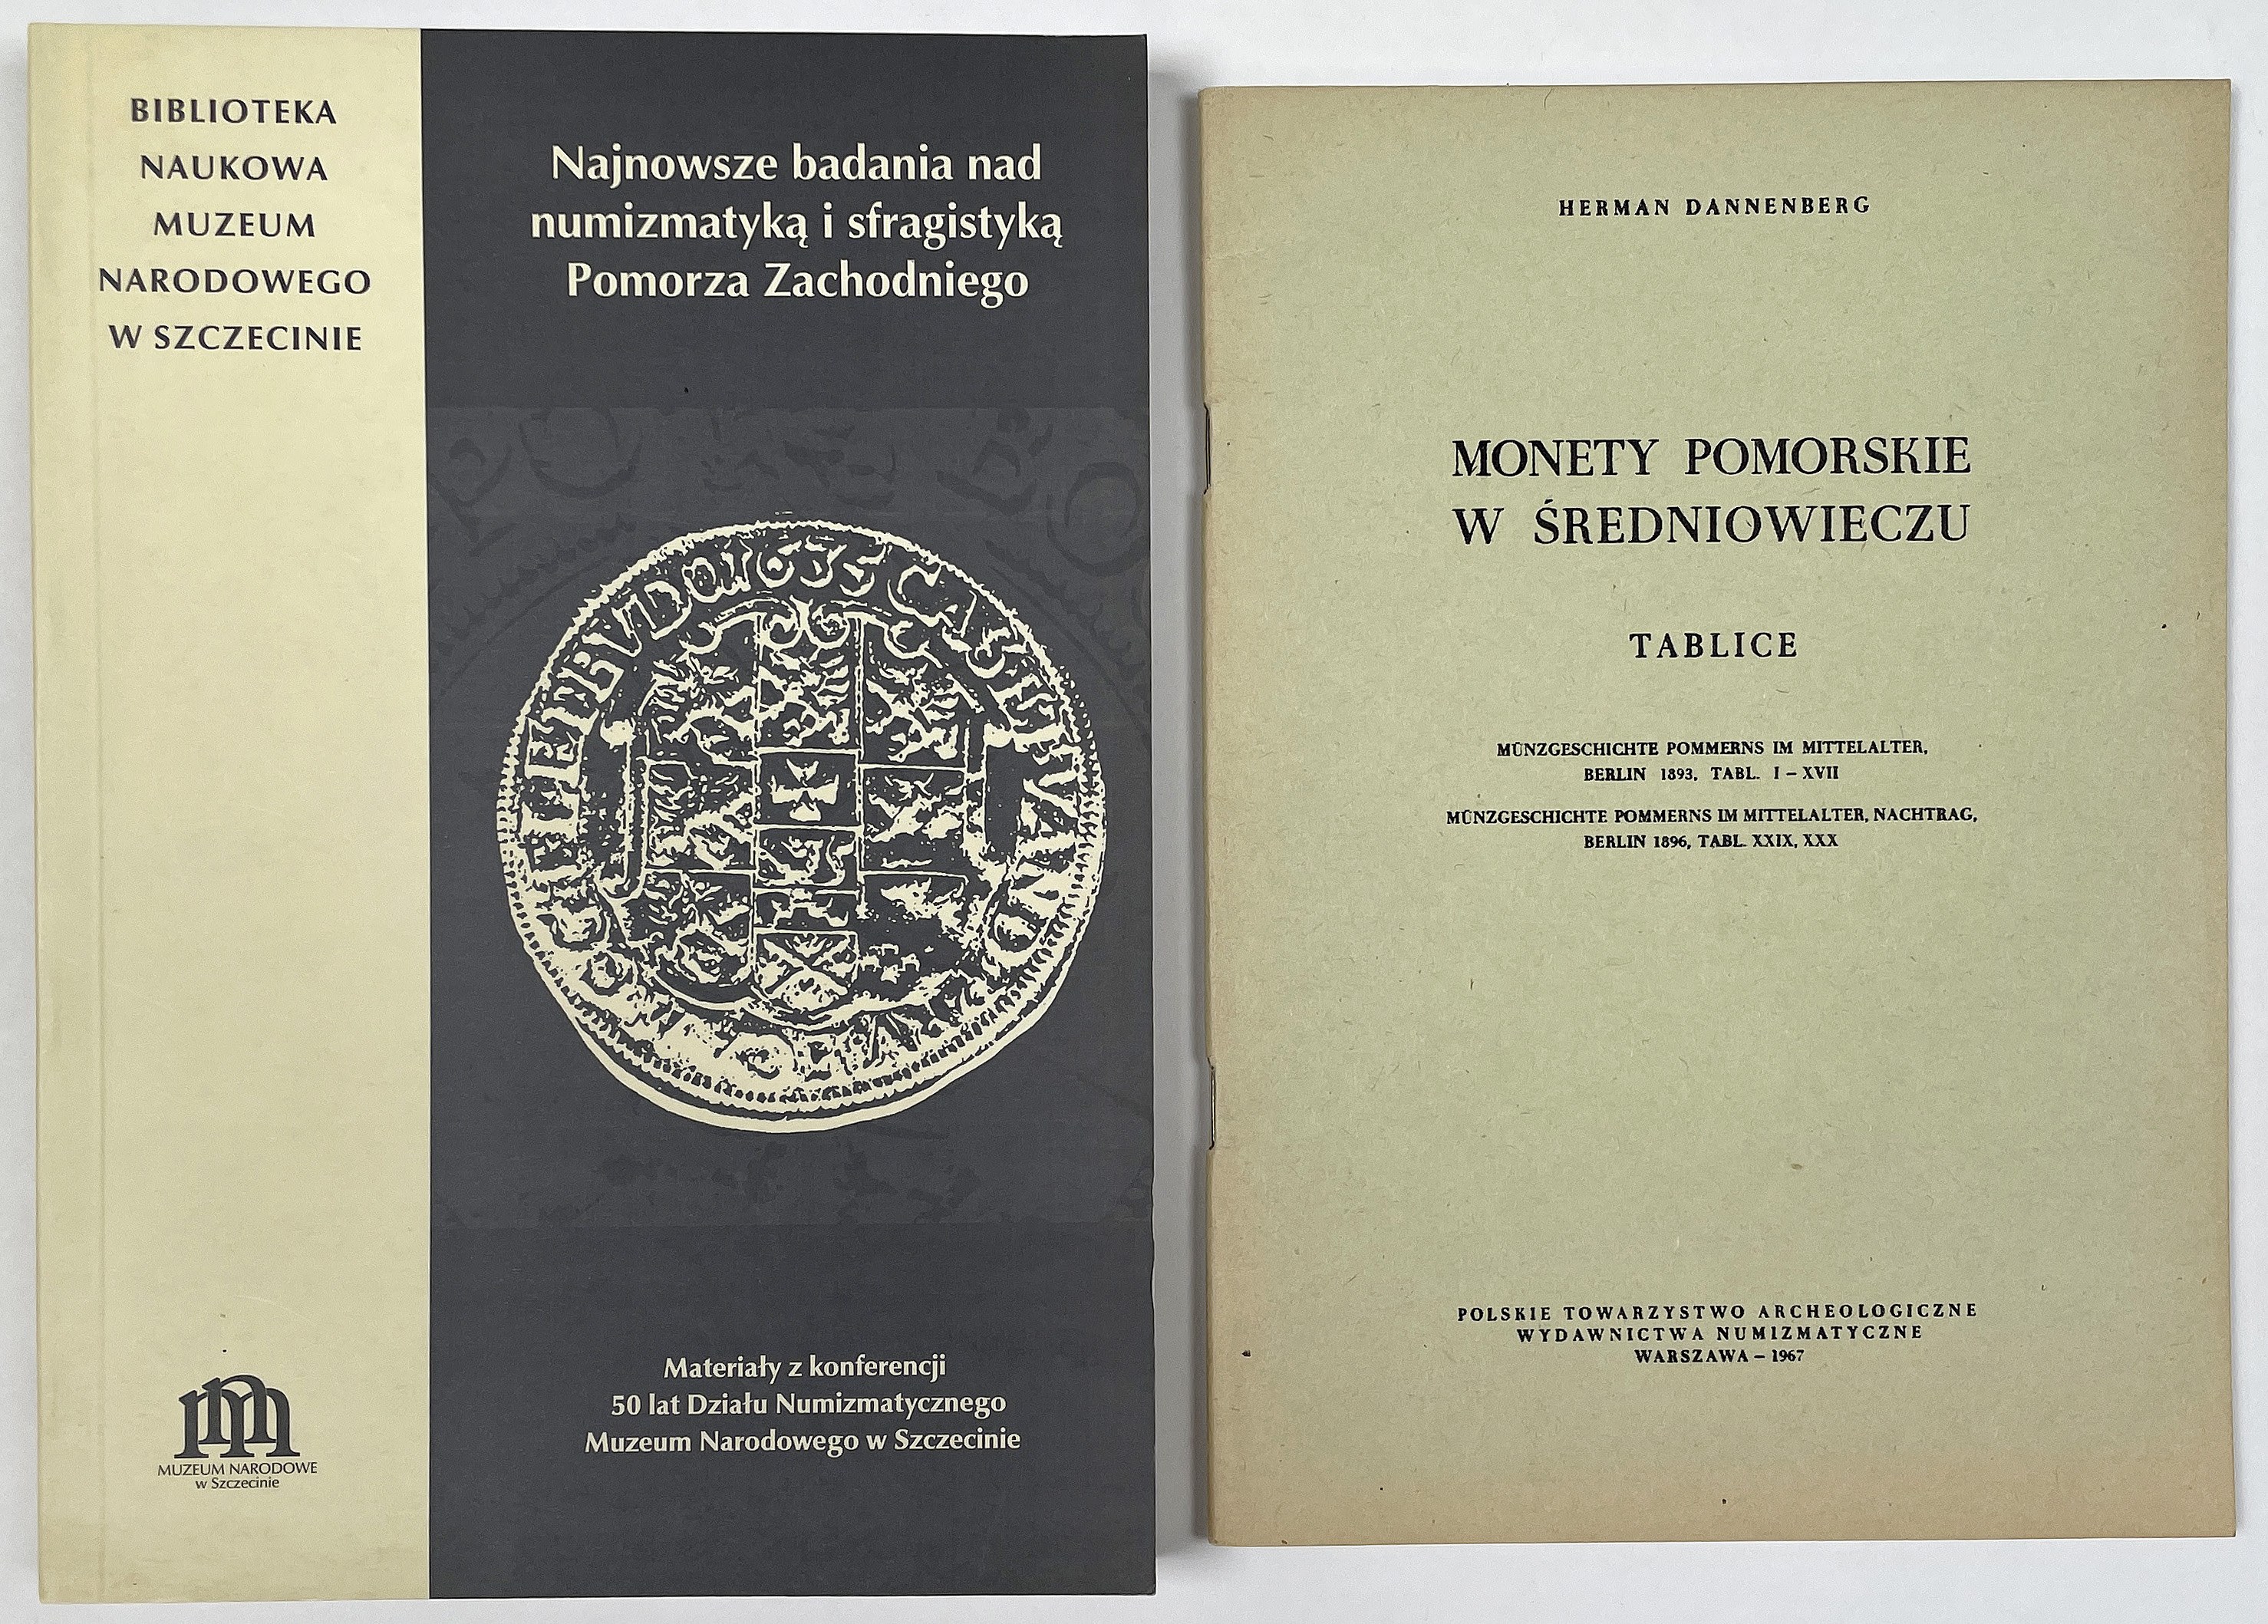 BIBLIOTEKA
NAUKOWA
MUZEUM
NARODOWEGO
W SZCZECINIE
MUZEUM NARODOWE
w Szczecinie
Najnowsze badania nad
numizmatyką i sfragistyką
Pomorza Zachodniego
1635 CASIMVS
Materiały z konferencji
50 lat Działu Numizmatycznego
Muzeum Narodowego w Szczecinie
HERMAN DANNENBERG
MONETY POMORSKIE
W ŚREDNIOWIECZU
TABLICE
MÜNZGESCHICHTE POMMERNS IM MITTELALTER,
BERLIN 1893, TABL. I – XVII
MÜNZGESCHICHTE POMMERNS IM MITTELALTER, NACHTRAG,
BERLIN 1896, TABL. XXIX, XXX
POLSKIE TOWARZYSTWO ARCHEOLOGICZNE
WYDAWNICTWA NUMIZMATYCZNE
WARSZAWA – 1967